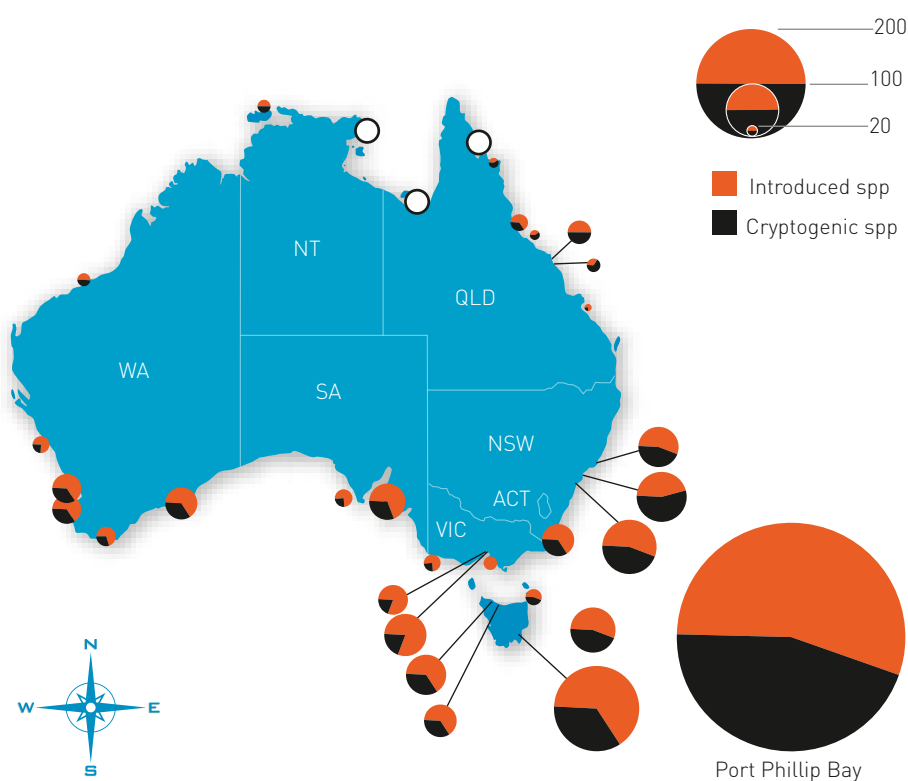 200
100
20
Introduced spp
Cryptogenic spp
NT
QLD
WA
SA
NSW
ACT
VIC
N
W
E
S
Port Phillip Bay